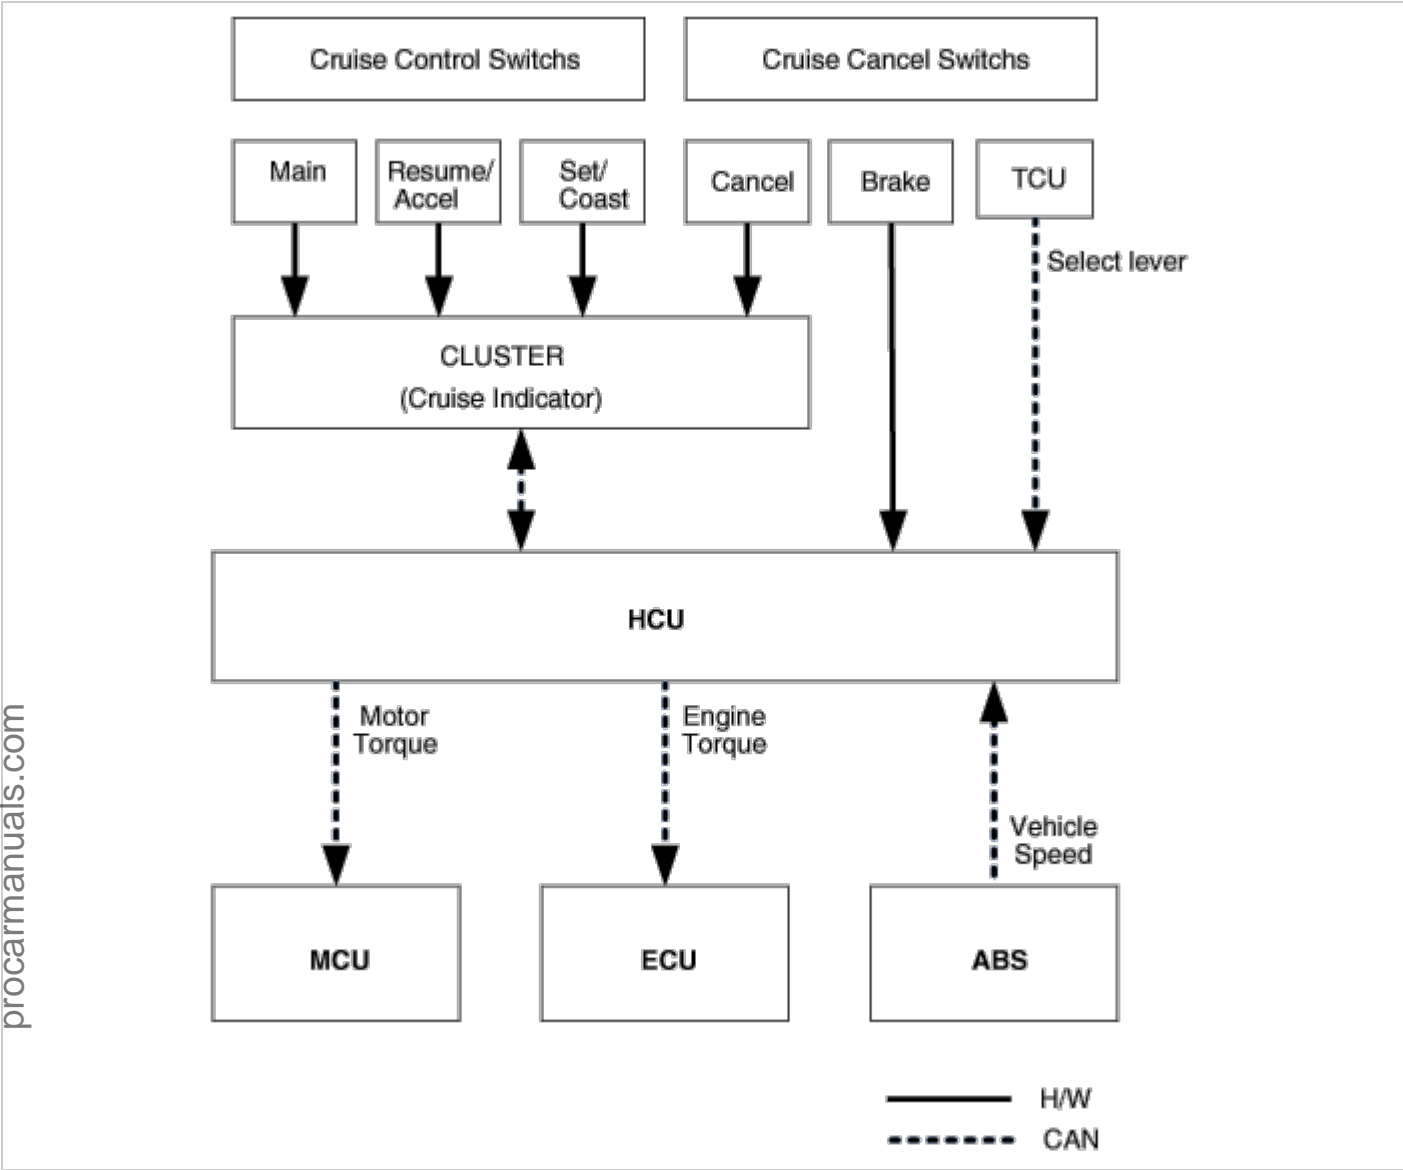 Cruise Control Switchs
Cruise Cancel Switchs
Main
Resume/
Accel
Set/
Coast
Cancel
Brake
TCU
Select lever
CLUSTER
(Cruise Indicator)
HCU
Motor
Torque
Engine
Torque
Vehicle
Speed
MCU
ECU
ABS
H/W
CAN
procarmanuals.com